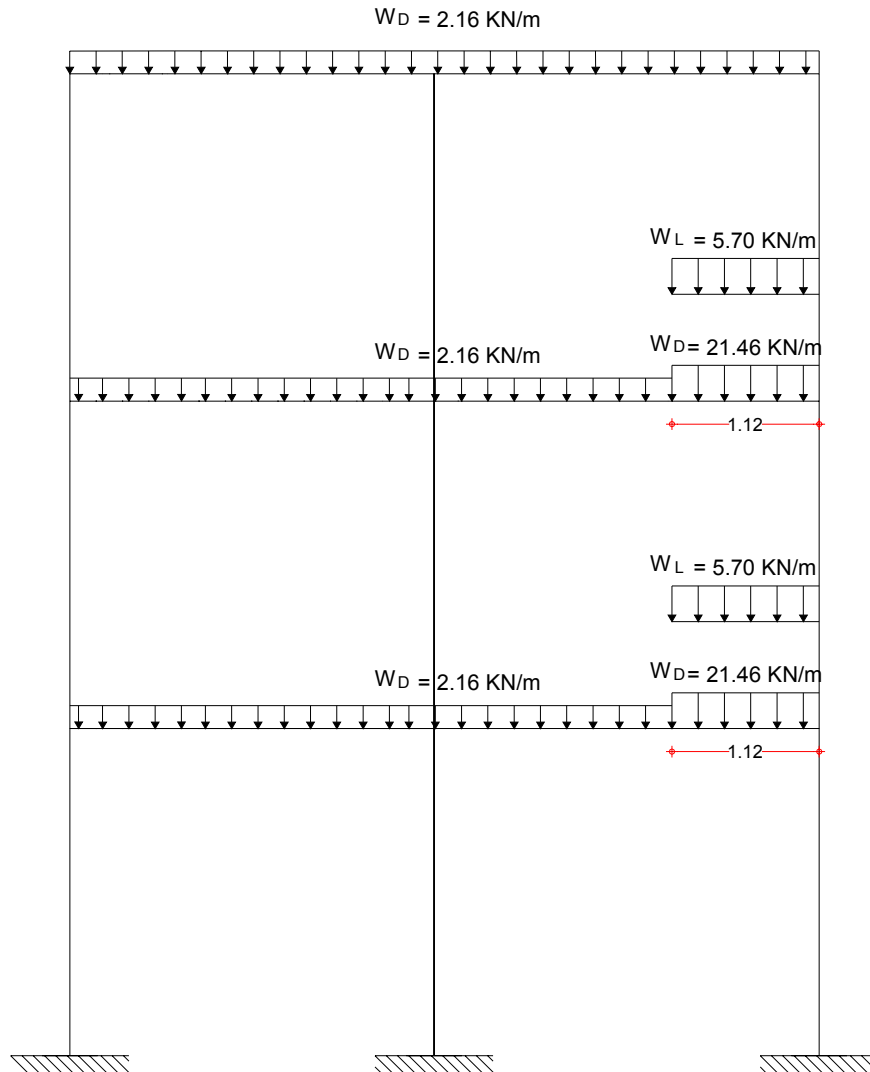 WD = 2.16 KN/m
WL = 5.70 KN/m
WD = 2.16 KN/m
WD= 21.46 KN/m
1.12
WL = 5.70 KN/m
WD = 2.16 KN/m
WD= 21.46 KN/m
1.12